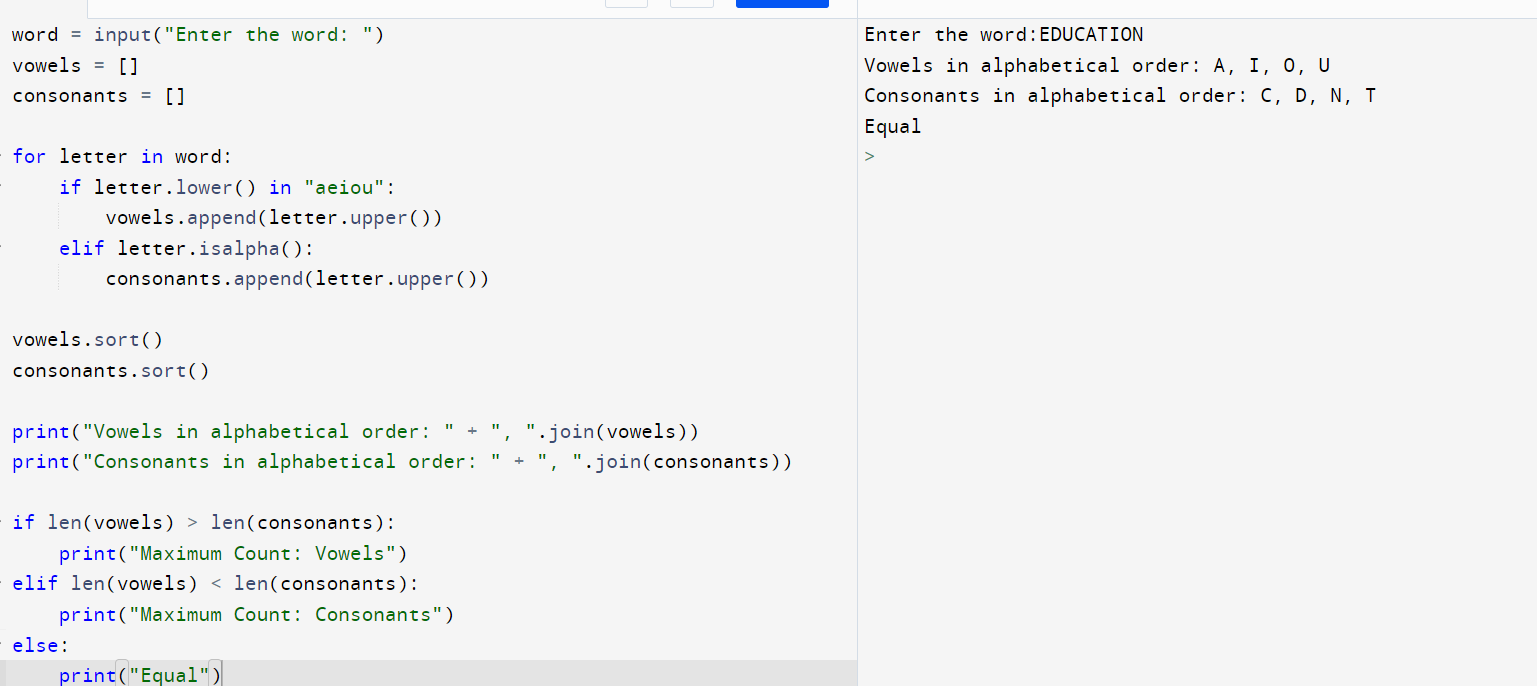 word = input("Enter the word: ")
vowels = []
consonants = []

for letter in word:
    if letter.lower() in "aeiou":
        vowels.append(letter.upper())
    elif letter.isalpha():
        consonants.append(letter.upper())

vowels.sort()
consonants.sort()

print("Vowels in alphabetical order: " + ", ".join(vowels))
print("Consonants in alphabetical order: " + ", ".join(consonants))

if len(vowels) > len(consonants):
    print("Maximum Count: Vowels")
elif len(vowels) < len(consonants):
    print("Maximum Count: Consonants")
else:
    print("Equal")

Enter the word:EDUCATION
Vowels in alphabetical order: A, I, O, U
Consonants in alphabetical order: C, D, N, T
Equal
>